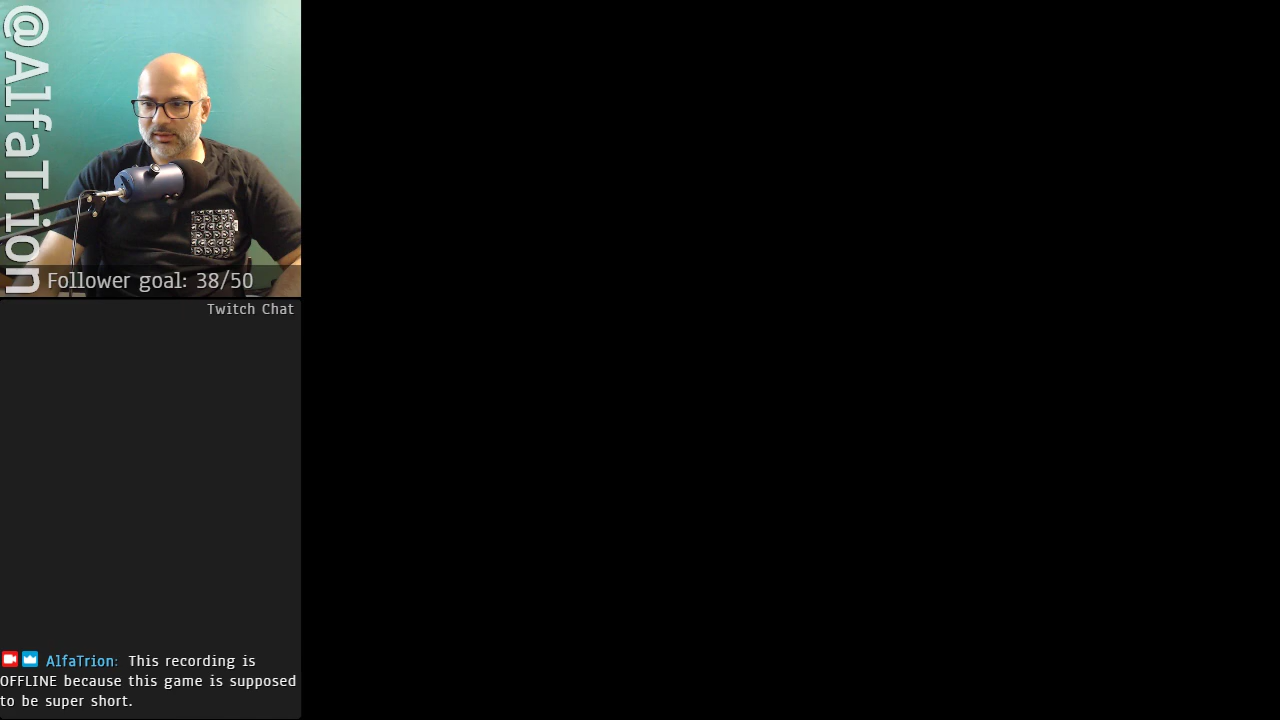 @AlfaTrion
Follower goal: 38/50
Twitch Chat
AlfaTrion: This recording is
OFFLINE because this game is supposed
to be super short.